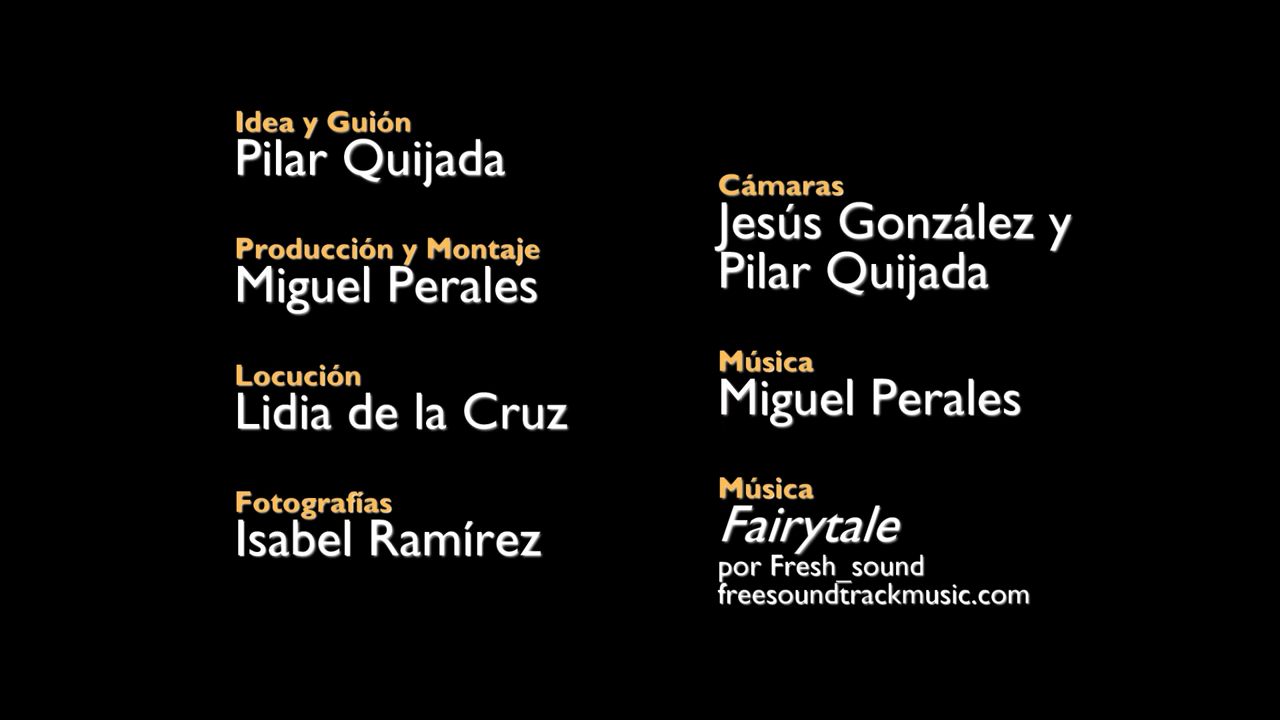 Idea y Guión
Pilar Quijada
Producción y Montaje
Miguel Perales
Locución
Lidia de la Cruz
Fotografías
Isabel Ramírez
Cámaras
Jesús González y
Pilar Quijada
Música
Miguel Perales
Música
Fairytale
por Fresh_sound
freesoundtrackmusic.com